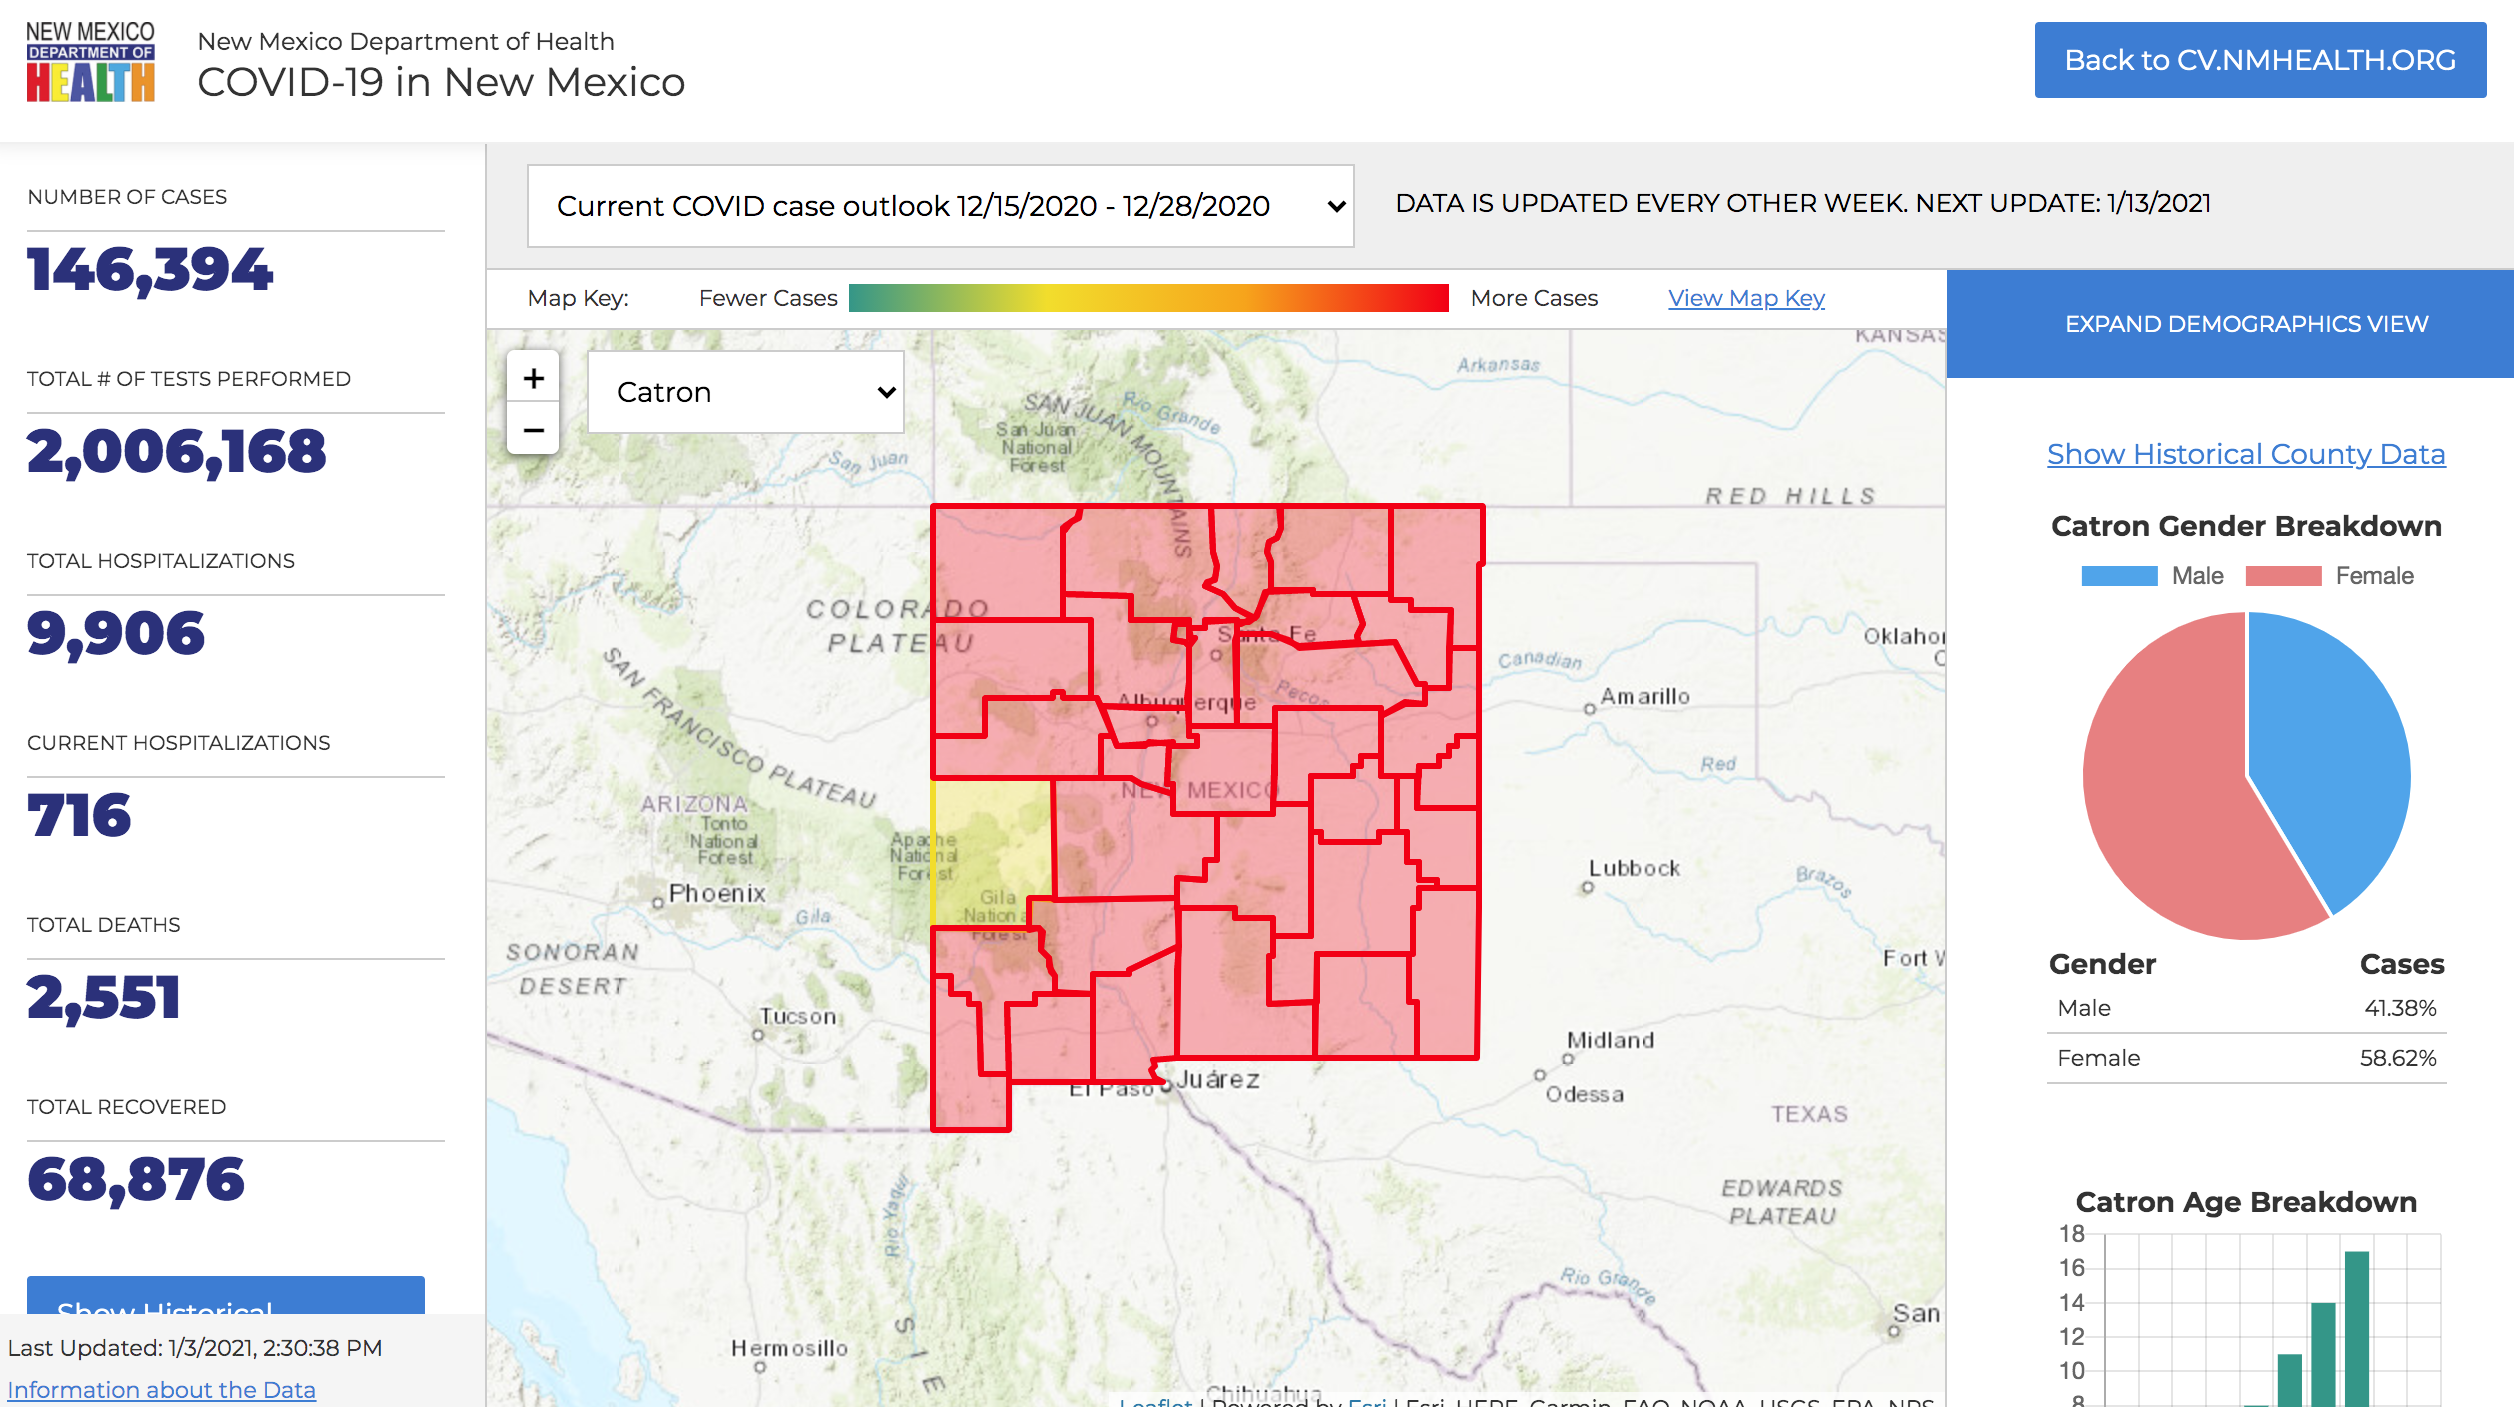 NEW MEXICO
DEPARTMENT OF
HEALTH
New Mexico Department of Health
COVID-19 in New Mexico
Back to CV.NMHEALTH.ORG
NUMBER OF CASES
146,394
TOTAL # OF TESTS PERFORMED
2,006,168
TOTAL HOSPITALIZATIONS
9,906
CURRENT HOSPITALIZATIONS
716
TOTAL DEATHS
2,551
TOTAL RECOVERED
68,876
Show Historical
Last Updated: 1/3/2021, 2:30:38 PM
Information about the Data
Current COVID case outlook 12/15/2020 - 12/28/2020
DATA IS UPDATED EVERY OTHER WEEK. NEXT UPDATE: 1/13/2021
Map Key:
Fewer Cases
More Cases
View Map Key
+
−
Catron
KANSAS
Arkansas
SAN JUAN MOUNTAINS
Rio Grande
San Juan
National
Forest
San Juan
RED HILLS
COLORADO
PLATEAU
Santa Fe
Oklaho
Canadian
SAN FRANCISCO PLATEAU
Pecos
Amarillo
Albuquerque
Red
NEW MEXICO
ARIZONA
Tonto
National
Forest
Apache
National
Forest
Lubbock
Brazos
Phoenix
Gila
National
Forest
Gila
SONORAN
DESERT
Fort W
Tucson
Midland
El Paso
Juárez
Odessa
TEXAS
EDWARDS
PLATEAU
Rio Yaqui
Rio Grande
San
Hermosillo
S I E
Chihuahua
Leaflet | Powered by Esri | Esri, HERE, Garmin, FAO, NOAA, USGS, EPA, NPS
EXPAND DEMOGRAPHICS VIEW
Show Historical County Data
Catron Gender Breakdown
Male
Female
Gender Cases
Male 41.38%
Female 58.62%
Catron Age Breakdown
18
16
14
12
10
8